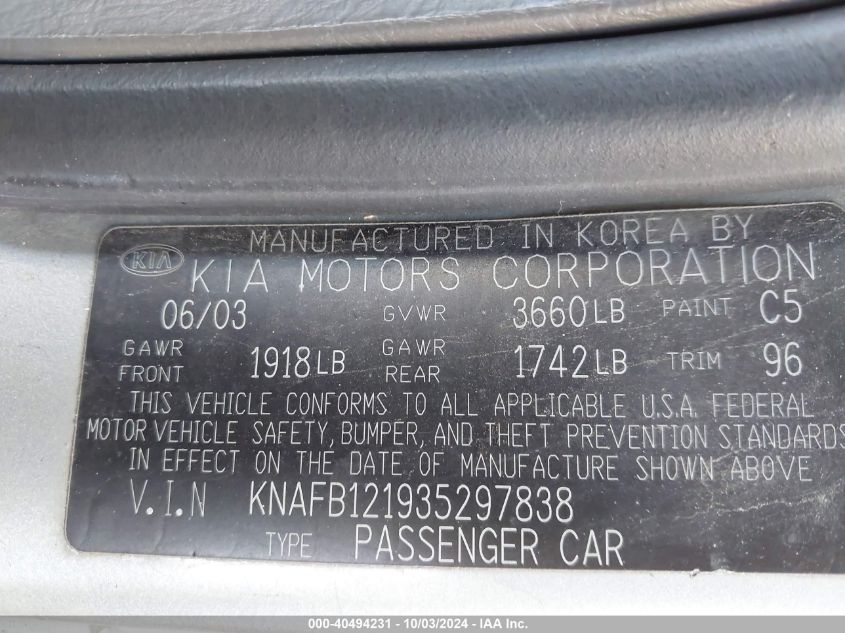 MANUFACTURED IN KOREA BY
KIA KIA MOTORS CORPORATION
06/03 GVWR 3660LB PAINT C5
GAWR FRONT 1918LB GAWR REAR 1742LB TRIM 96
THIS VEHICLE CONFORMS TO ALL APPLICABLE U.S.A. FEDERAL
MOTOR VEHICLE SAFETY, BUMPER, AND THEFT PREVENTION STANDARDS
IN EFFECT ON THE DATE OF MANUFACTURE SHOWN ABOVE
V.I.N KNAFB121935297838
TYPE PASSENGER CAR
000-40494231 - 10/03/2024 - IAA Inc.